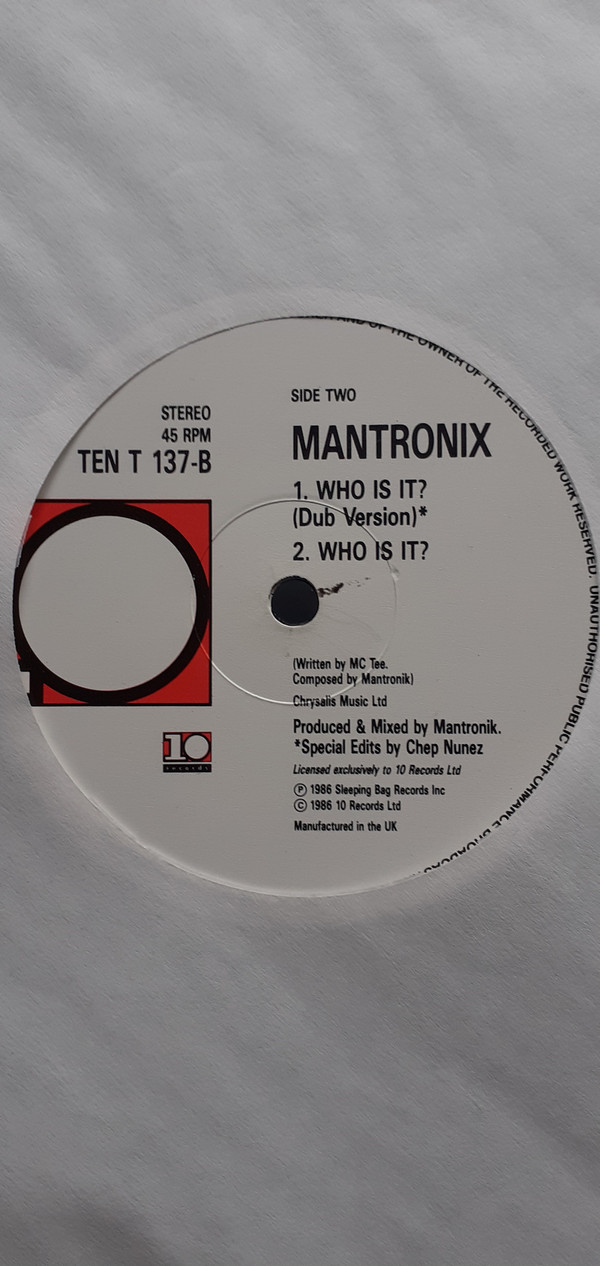 STEREO
45 RPM
TEN T 137-B
SIDE TWO
MANTRONIX
1. WHO IS IT?
(Dub Version)*
2. WHO IS IT?
(Written by MC Tee.
Composed by Mantronik)
Chrysalis Music Ltd
Produced & Mixed by Mantronik.
*Special Edits by Chep Nunez
Licensed exclusively to 10 Records Ltd
Ⓟ 1986 Sleeping Bag Records Inc
© 1986 10 Records Ltd
Manufactured in the UK
10
records
AND OF THE OWNER OF THE RECORDED WORK RESERVED. UNAUTHORISED PUBLIC PERFORMANCE